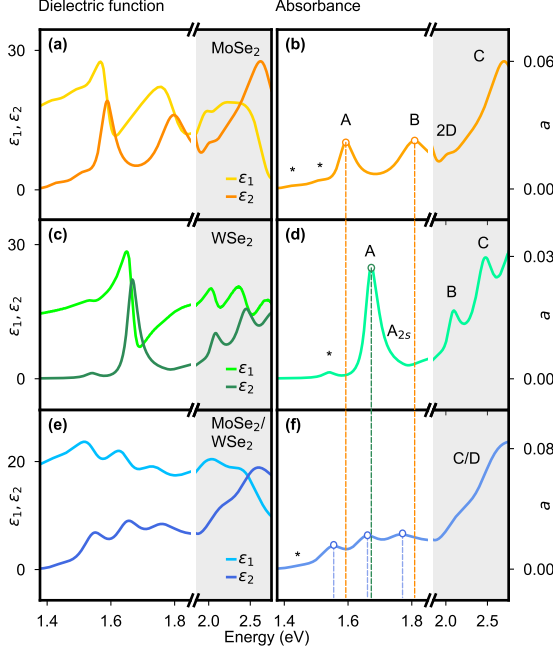 Dielectric function Absorbance
(a) MoSe₂
30
0
ε₁, ε₂
ε₁
ε₂
(b)
A
B
2D
C
*
*
0.06
0.00
a
(c) WSe₂
30
0
ε₁, ε₂
ε₁
ε₂
(d)
A
A₂ₛ
B
C
*
0.03
0.00
a
(e) MoSe₂/
WSe₂
20
0
ε₁, ε₂
ε₁
ε₂
(f)
C/D
*
0.08
0.00
a
1.4 1.6 1.8 2.0 2.5 1.4 1.6 1.8 2.0 2.5
Energy (eV)